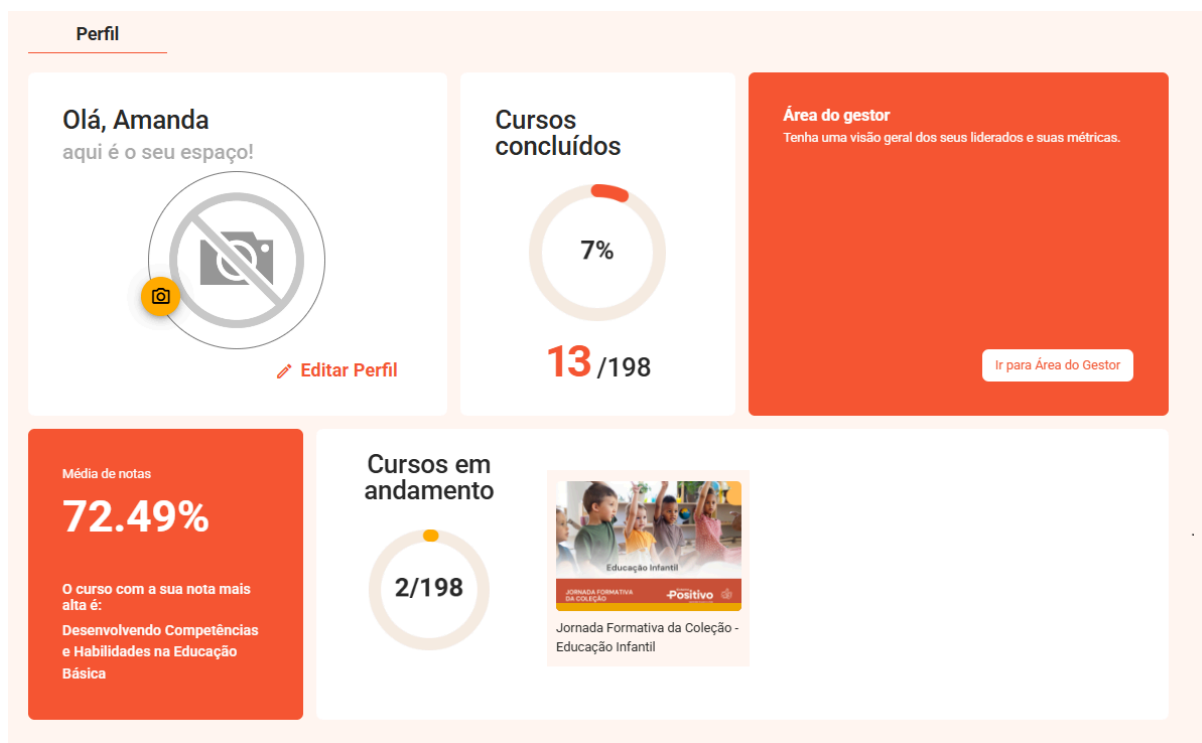 Perfil
Olá, Amanda
aqui é o seu espaço!
Editar Perfil
Cursos
concluídos
7%
13 /198
Área do gestor
Tenha uma visão geral dos seus liderados e suas métricas.
Ir para Área do Gestor
Média de notas
72.49%
O curso com a sua nota mais
alta é:
Desenvolvendo Competências
e Habilidades na Educação
Básica
Cursos em
andamento
2/198
Educação Infantil
JORNADA FORMATIVA
DA COLEÇÃO
Positivo
Jornada Formativa da Coleção -
Educação Infantil